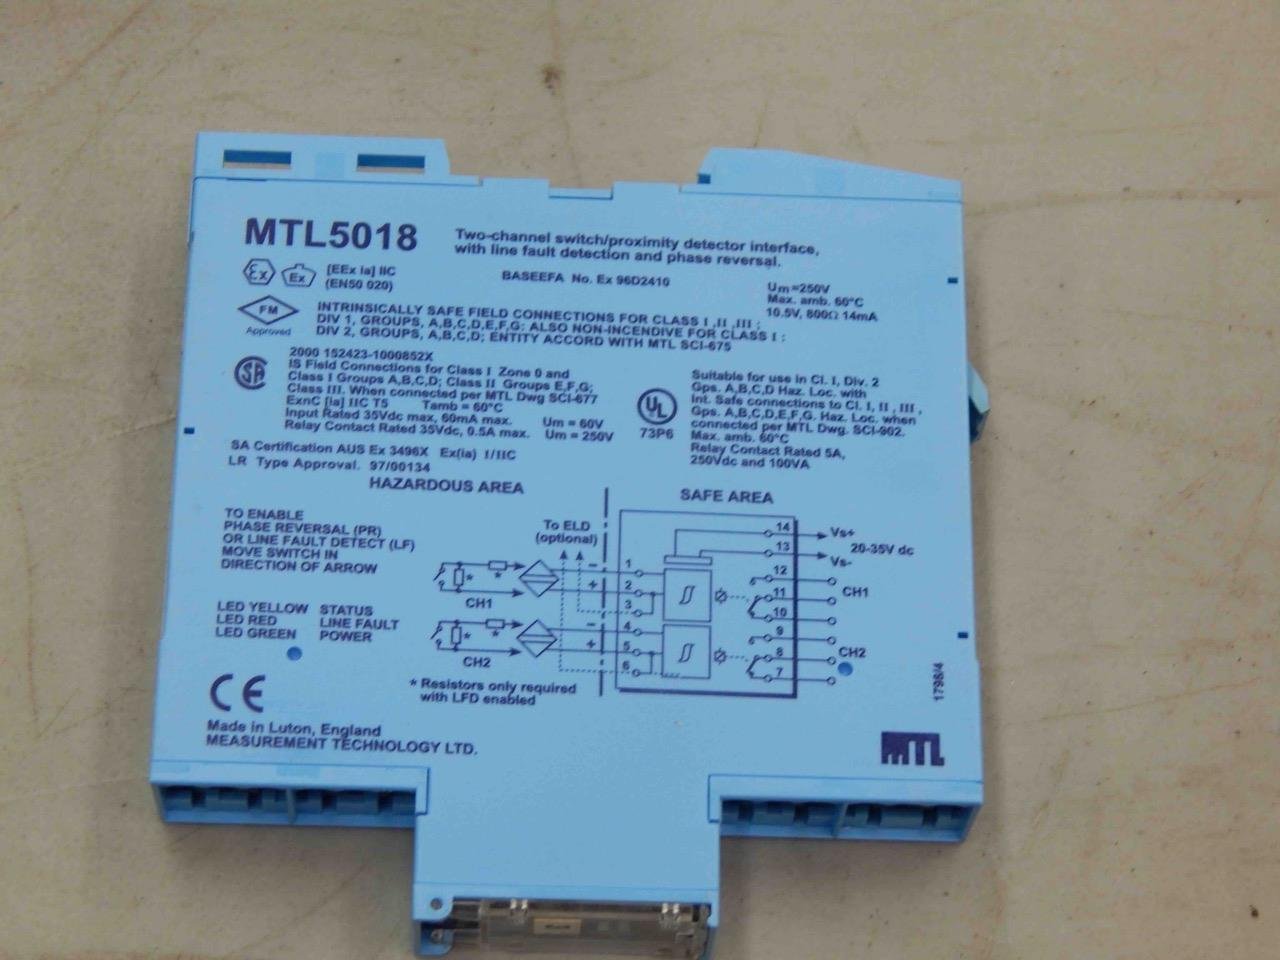 MTL5018
Two-channel switch/proximity detector interface,
with line fault detection and phase reversal.
Ex
Ex
[EEx ia] IIC
(EN50 020)
BASEEFA No. Ex 96D2410
Um=250V
Max. amb. 60°C
10.5V, 800Ω 14mA
FM
Approved
INTRINSICALLY SAFE FIELD CONNECTIONS FOR CLASS I ,II ,III ;
DIV 1, GROUPS, A,B,C,D,E,F,G; ALSO NON-INCENDIVE FOR CLASS I :
DIV 2, GROUPS, A,B,C,D; ENTITY ACCORD WITH MTL SCI-675
SA
2000 152423-1000852X
IS Field Connections for Class I Zone 0 and
Class I Groups A,B,C,D; Class II Groups E,F,G;
Class III. When connected per MTL Dwg SCI-677
ExnC [ia] IIC T5 Tamb = 60°C
Input Rated 35Vdc max, 60mA max. Um = 60V
Relay Contact Rated 35Vdc, 0.5A max. Um = 250V
UL
73P6
Suitable for use in Cl. I, Div. 2
Gps. A,B,C,D Haz. Loc. with
Int. Safe connections to Cl. I, II , III ,
Gps. A,B,C,D,E,F,G, Haz. Loc. when
connected per MTL Dwg. SCI-902.
Max. amb. 60°C
Relay Contact Rated 5A,
250Vdc and 100VA
SA Certification AUS Ex 3496X Ex(ia) I/IIC
LR Type Approval. 97/00134
HAZARDOUS AREA
SAFE AREA
TO ENABLE
PHASE REVERSAL (PR)
OR LINE FAULT DETECT (LF)
MOVE SWITCH IN
DIRECTION OF ARROW
LED YELLOW STATUS
LED RED LINE FAULT
LED GREEN POWER
To ELD
(optional)
*
*
CH1
*
*
CH2
-
+
-
+
1
2
3
4
5
6
14
13
12
11
10
9
8
7
Vs+
20-35V dc
Vs-
CH1
CH2
* Resistors only required
with LFD enabled
CE
Made in Luton, England
MEASUREMENT TECHNOLOGY LTD.
MTL